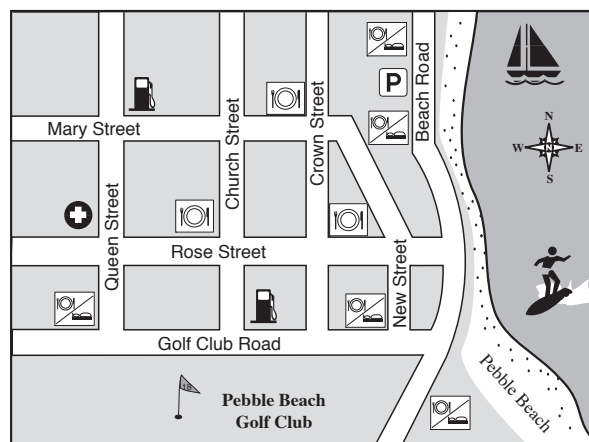 P
Beach Road
N
W N E
S
Mary Street
Church Street
Crown Street
Queen Street
Rose Street
New Street
Golf Club Road
18
Pebble Beach
Golf Club
Pebble Beach